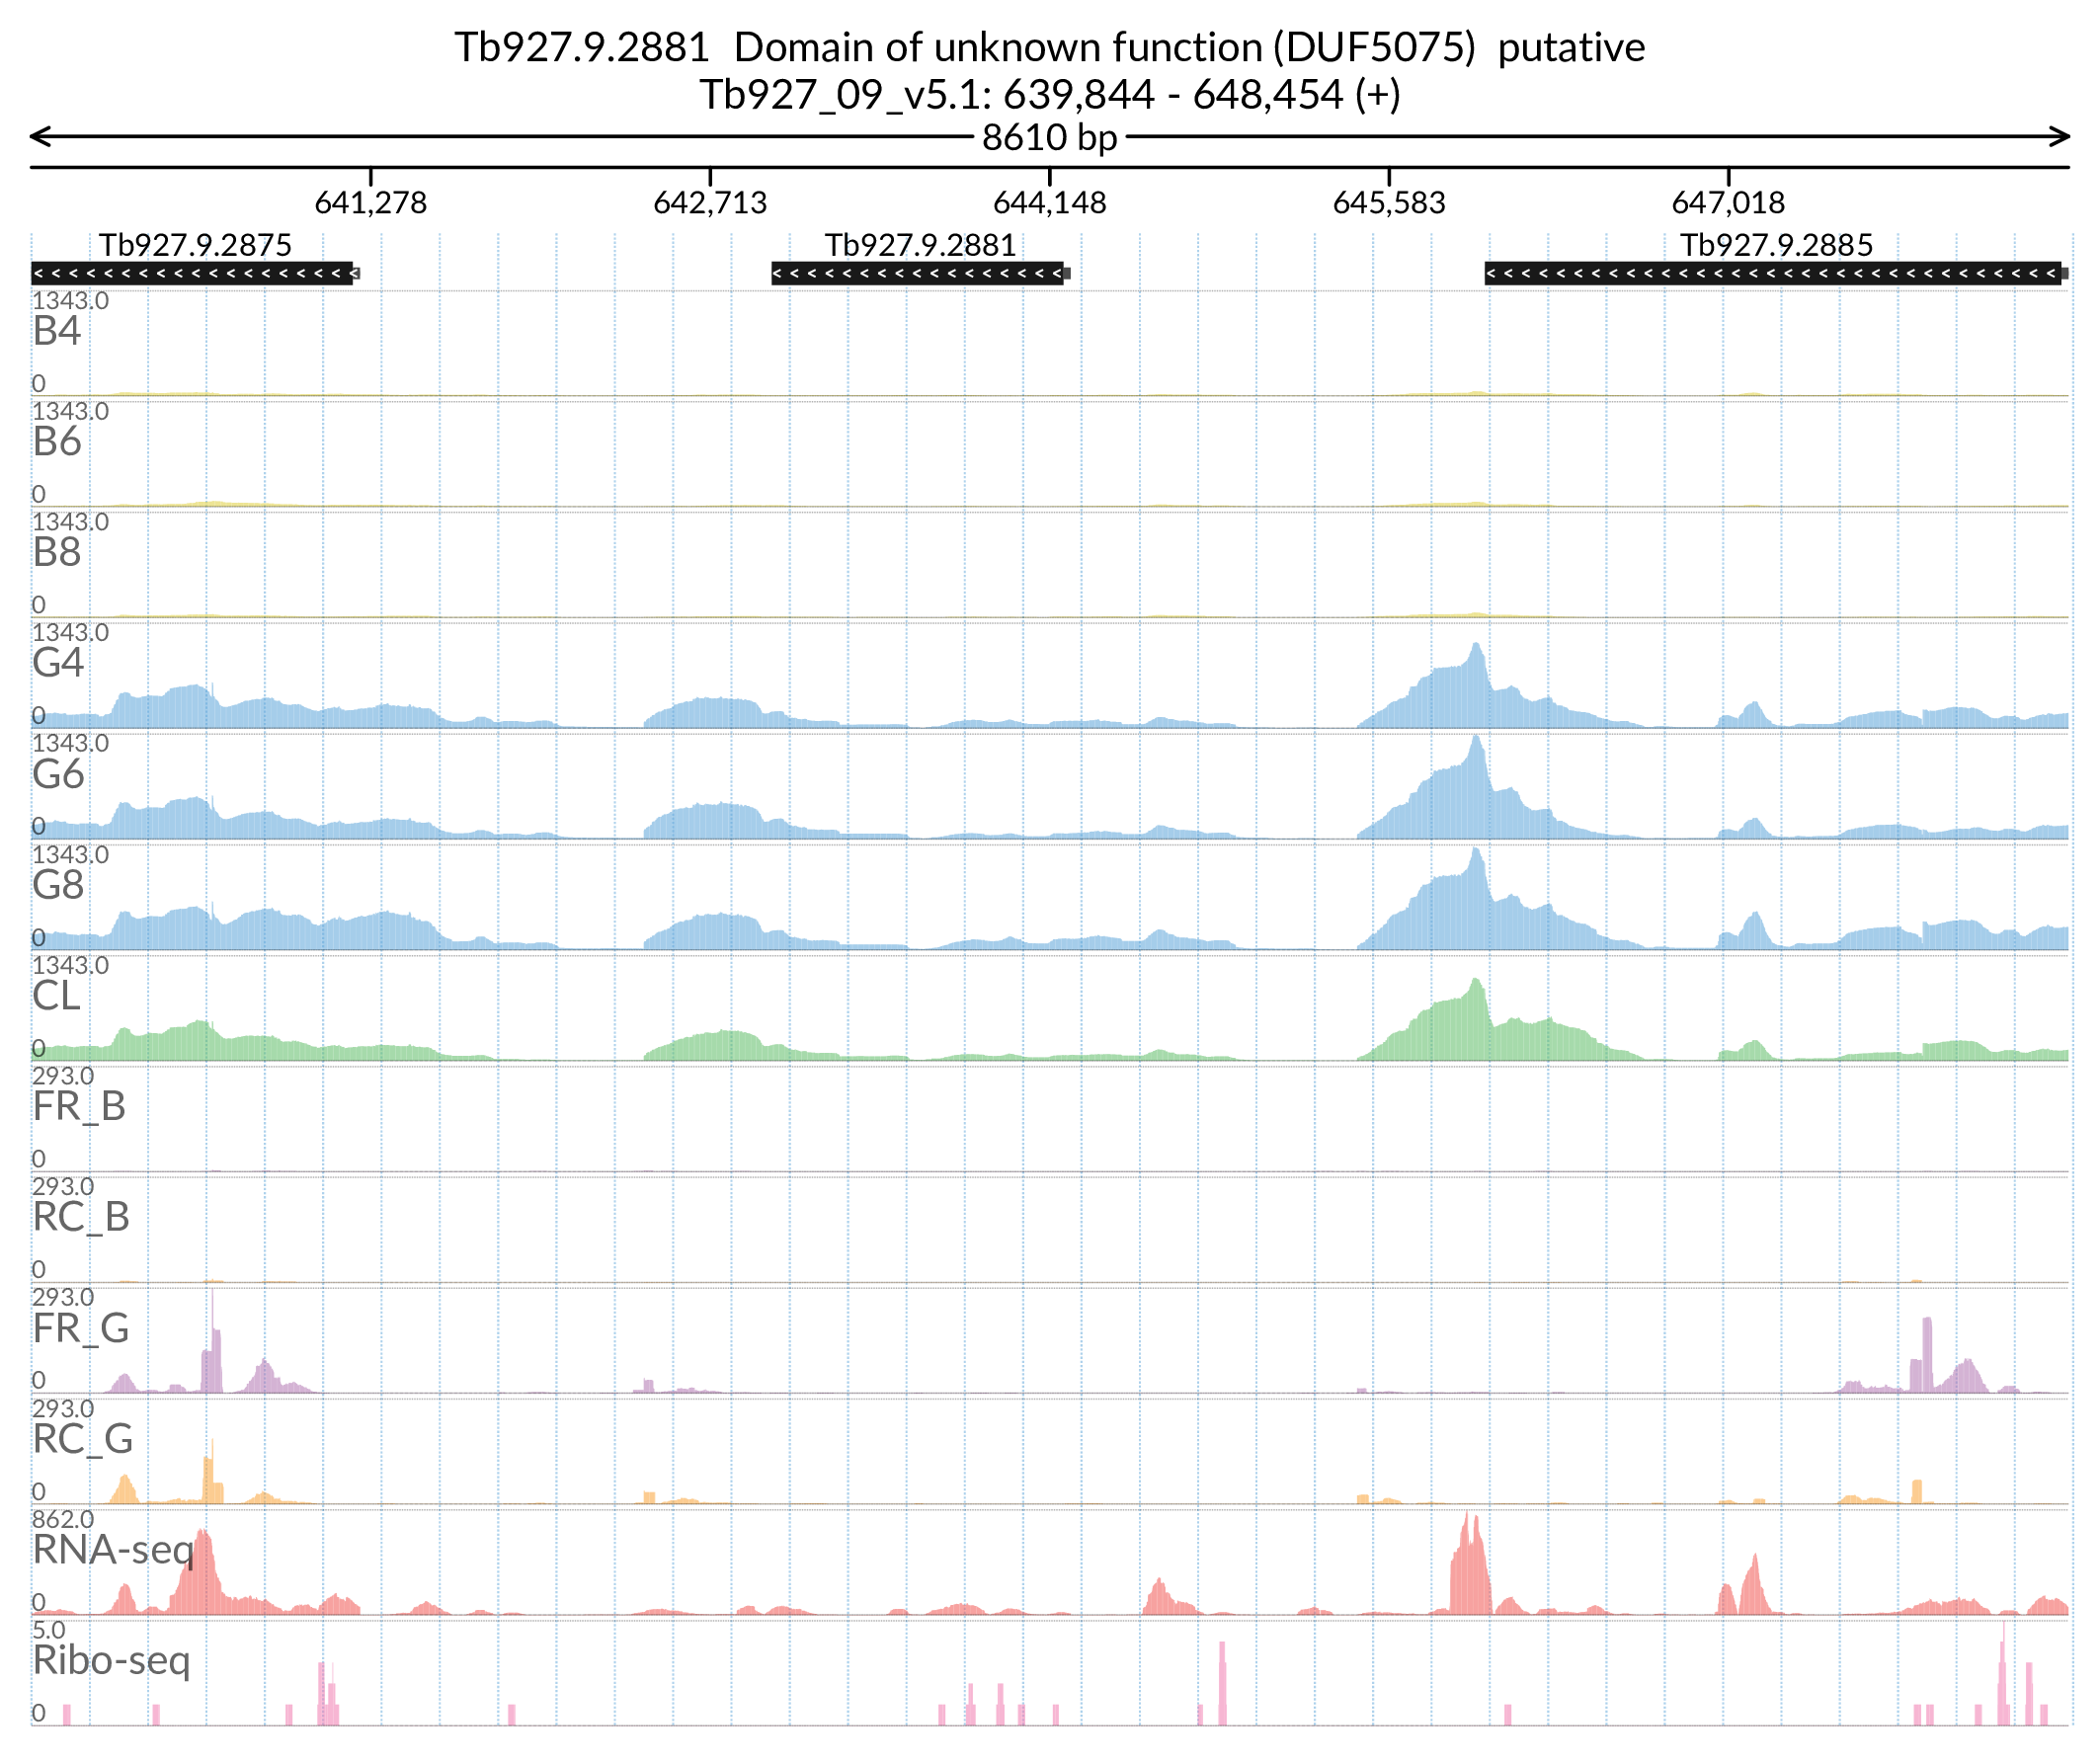 Tb927.9.2881  Domain of unknown function (DUF5075)  putative
Tb927_09_v5.1: 639,844 - 648,454 (+)
8610 bp
641,278 642,713 644,148 645,583 647,018
Tb927.9.2875 Tb927.9.2881 Tb927.9.2885
1343.0
B4
0
1343.0
B6
0
1343.0
B8
0
1343.0
G4
0
1343.0
G6
0
1343.0
G8
0
1343.0
CL
0
293.0
FR_B
0
293.0
RC_B
0
293.0
FR_G
0
293.0
RC_G
0
862.0
RNA-seq
0
5.0
Ribo-seq
0